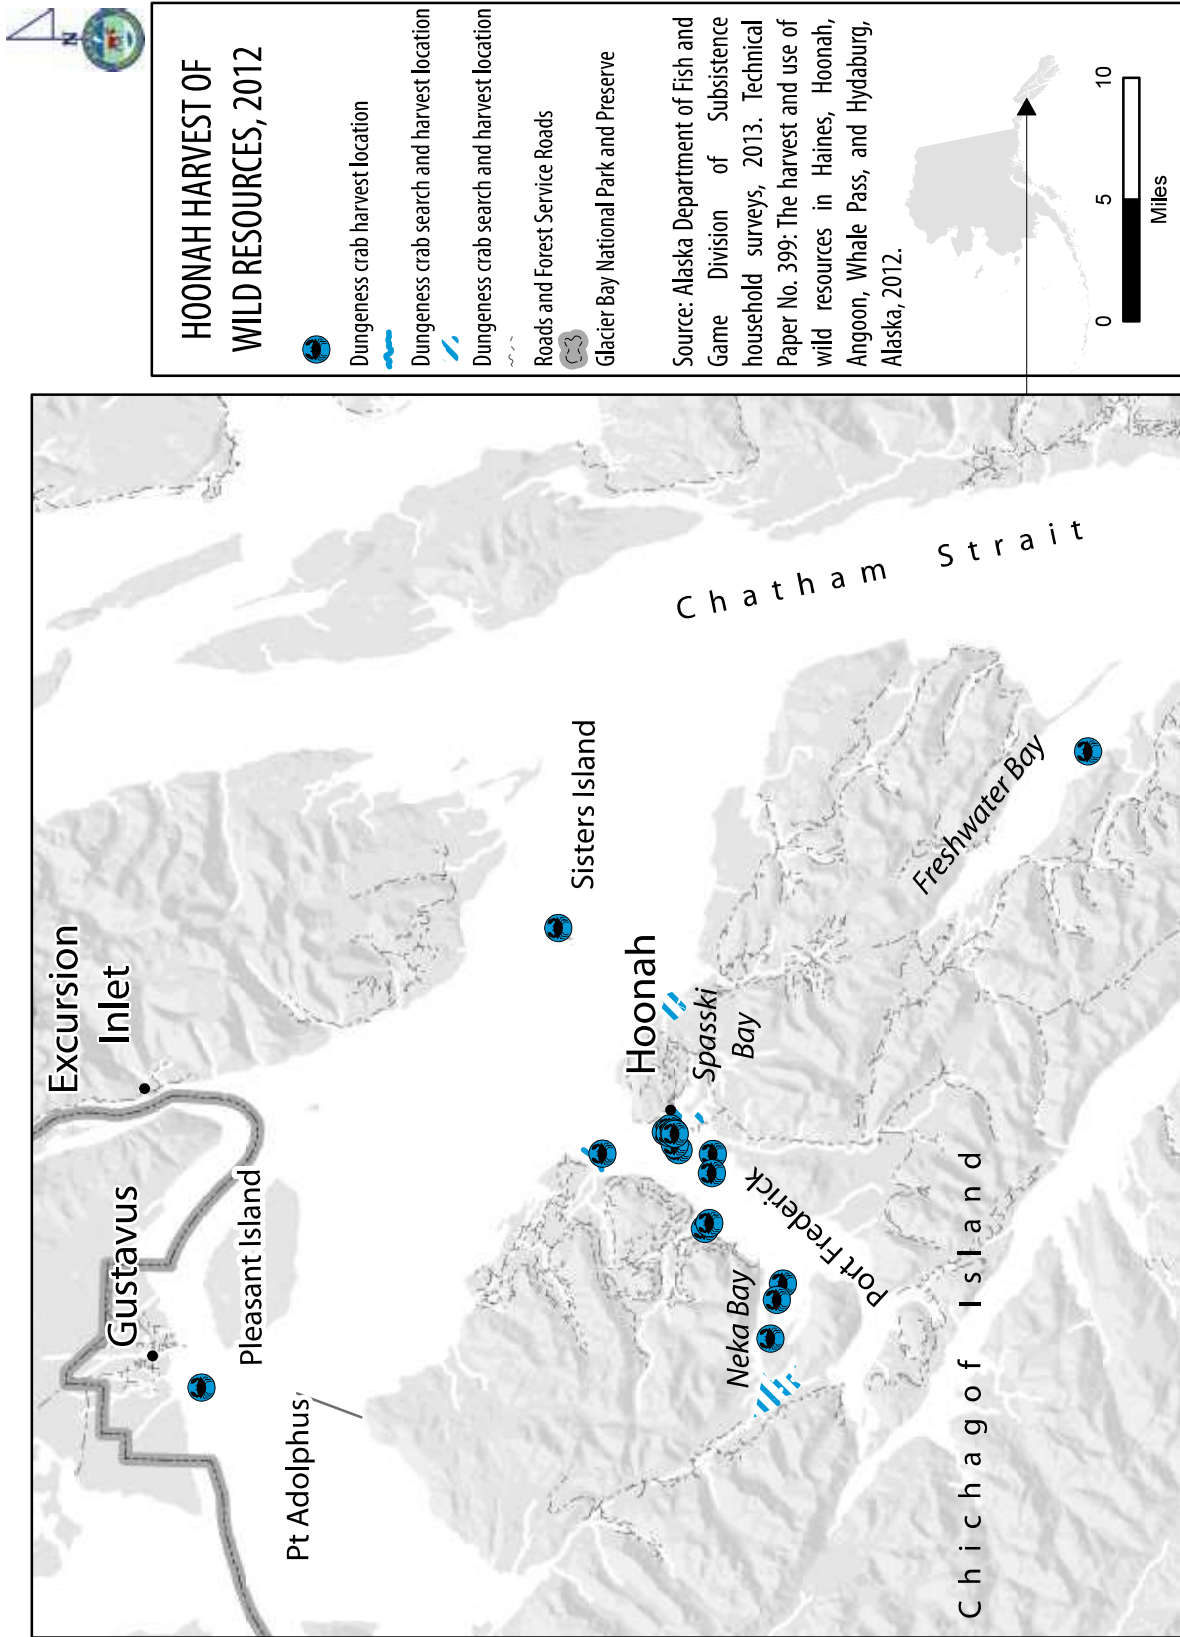 HOONAH HARVEST OF
WILD RESOURCES, 2012
Dungeness crab harvest location
Dungeness crab search and harvest location
Dungeness crab search and harvest location
Roads and Forest Service Roads
Glacier Bay National Park and Preserve
Source: Alaska Department of Fish and
Game Division of Subsistence
household surveys, 2013. Technical
Paper No. 399: The harvest and use of
wild resources in Haines, Hoonah,
Angoon, Whale Pass, and Hydaburg,
Alaska, 2012.
0 5 10
Miles
N
Excursion
Inlet
Gustavus
Pleasant Island
Pt Adolphus
Sisters Island
Hoonah
Spasski
Bay
Port Frederick
Neka Bay
Freshwater Bay
Chatham Strait
Chichagof Island